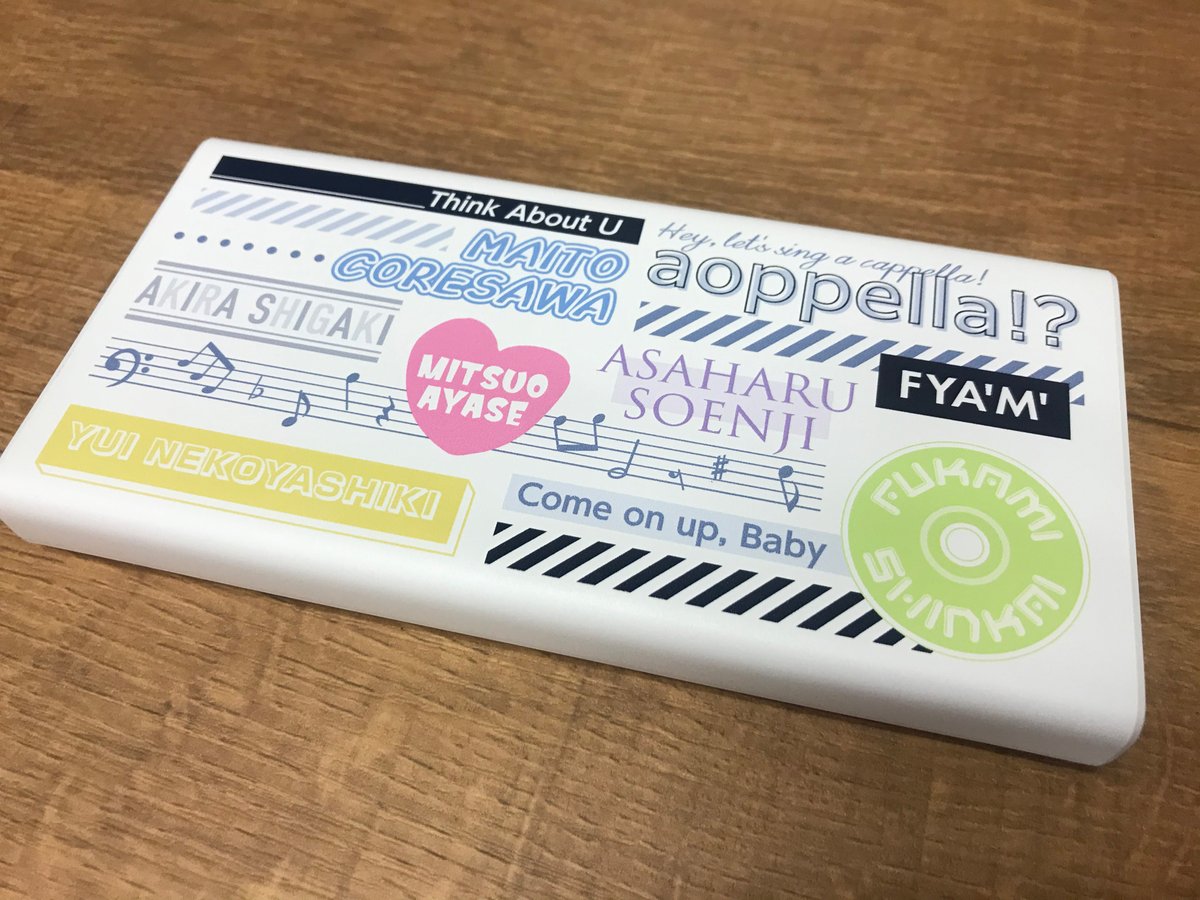 Think About U
Hey, let's sing a cappella!
aoppella!?
MAITO
GORESAWA
AKIRA SHIGAKI
MITSUO
AYASE
ASAHARU
SOENJI
FYA'M'
YUI NEKOYASHIKI
Come on up, Baby
FUKAMI
SHINKAI